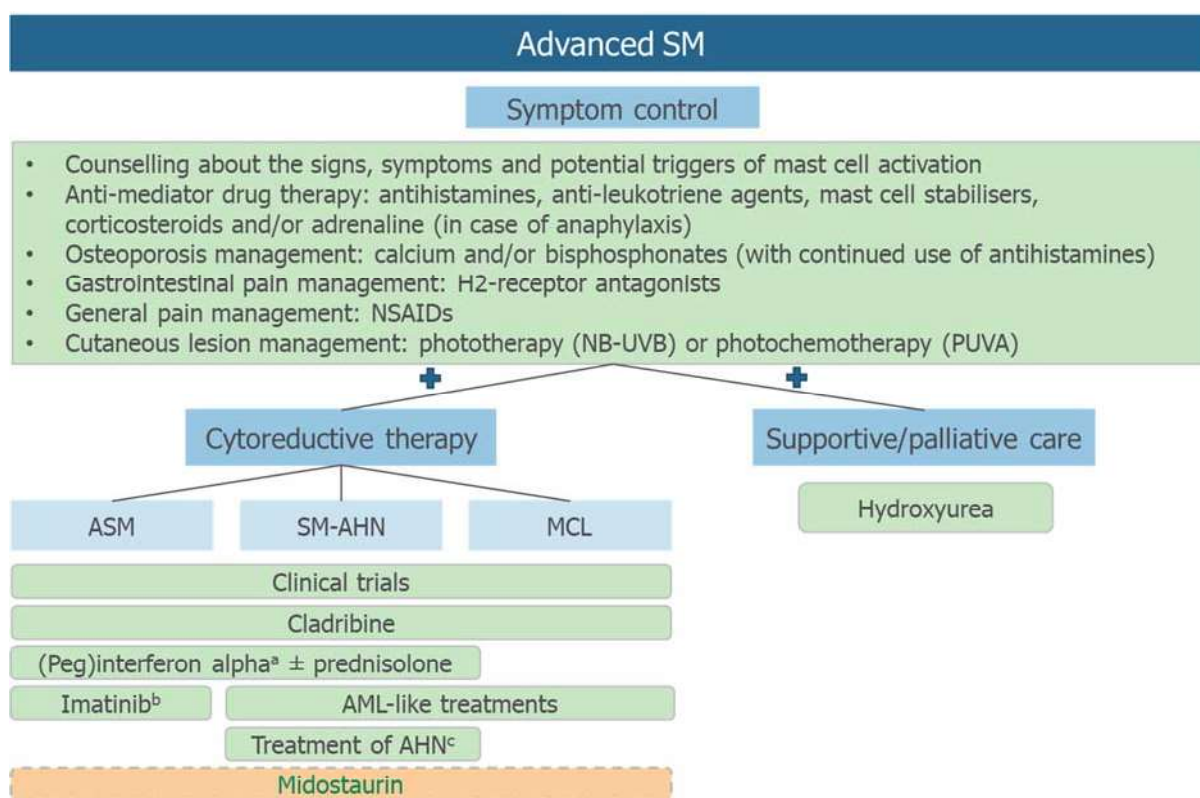 Advanced SM
Symptom control
• Counselling about the signs, symptoms and potential triggers of mast cell activation
• Anti-mediator drug therapy: antihistamines, anti-leukotriene agents, mast cell stabilisers,
corticosteroids and/or adrenaline (in case of anaphylaxis)
• Osteoporosis management: calcium and/or bisphosphonates (with continued use of antihistamines)
• Gastrointestinal pain management: H2-receptor antagonists
• General pain management: NSAIDs
• Cutaneous lesion management: phototherapy (NB-UVB) or photochemotherapy (PUVA)
Cytoreductive therapy
Supportive/palliative care
ASM
SM-AHN
MCL
Hydroxyurea
Clinical trials
Cladribine
(Peg)interferon alphaᵃ ± prednisolone
Imatinibᵇ
AML-like treatments
Treatment of AHNᶜ
Midostaurin